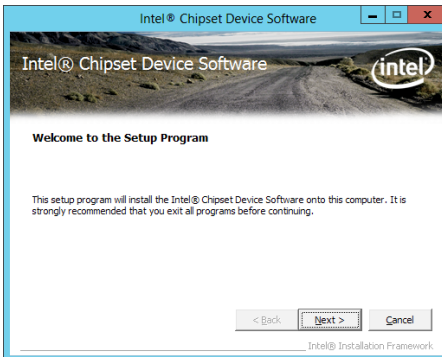 Intel® Chipset Device Software
Intel® Chipset Device Software
intel
Welcome to the Setup Program
This setup program will install the Intel® Chipset Device Software onto this computer. It is
strongly recommended that you exit all programs before continuing.
< Back
Next >
Cancel
Intel® Installation Framework